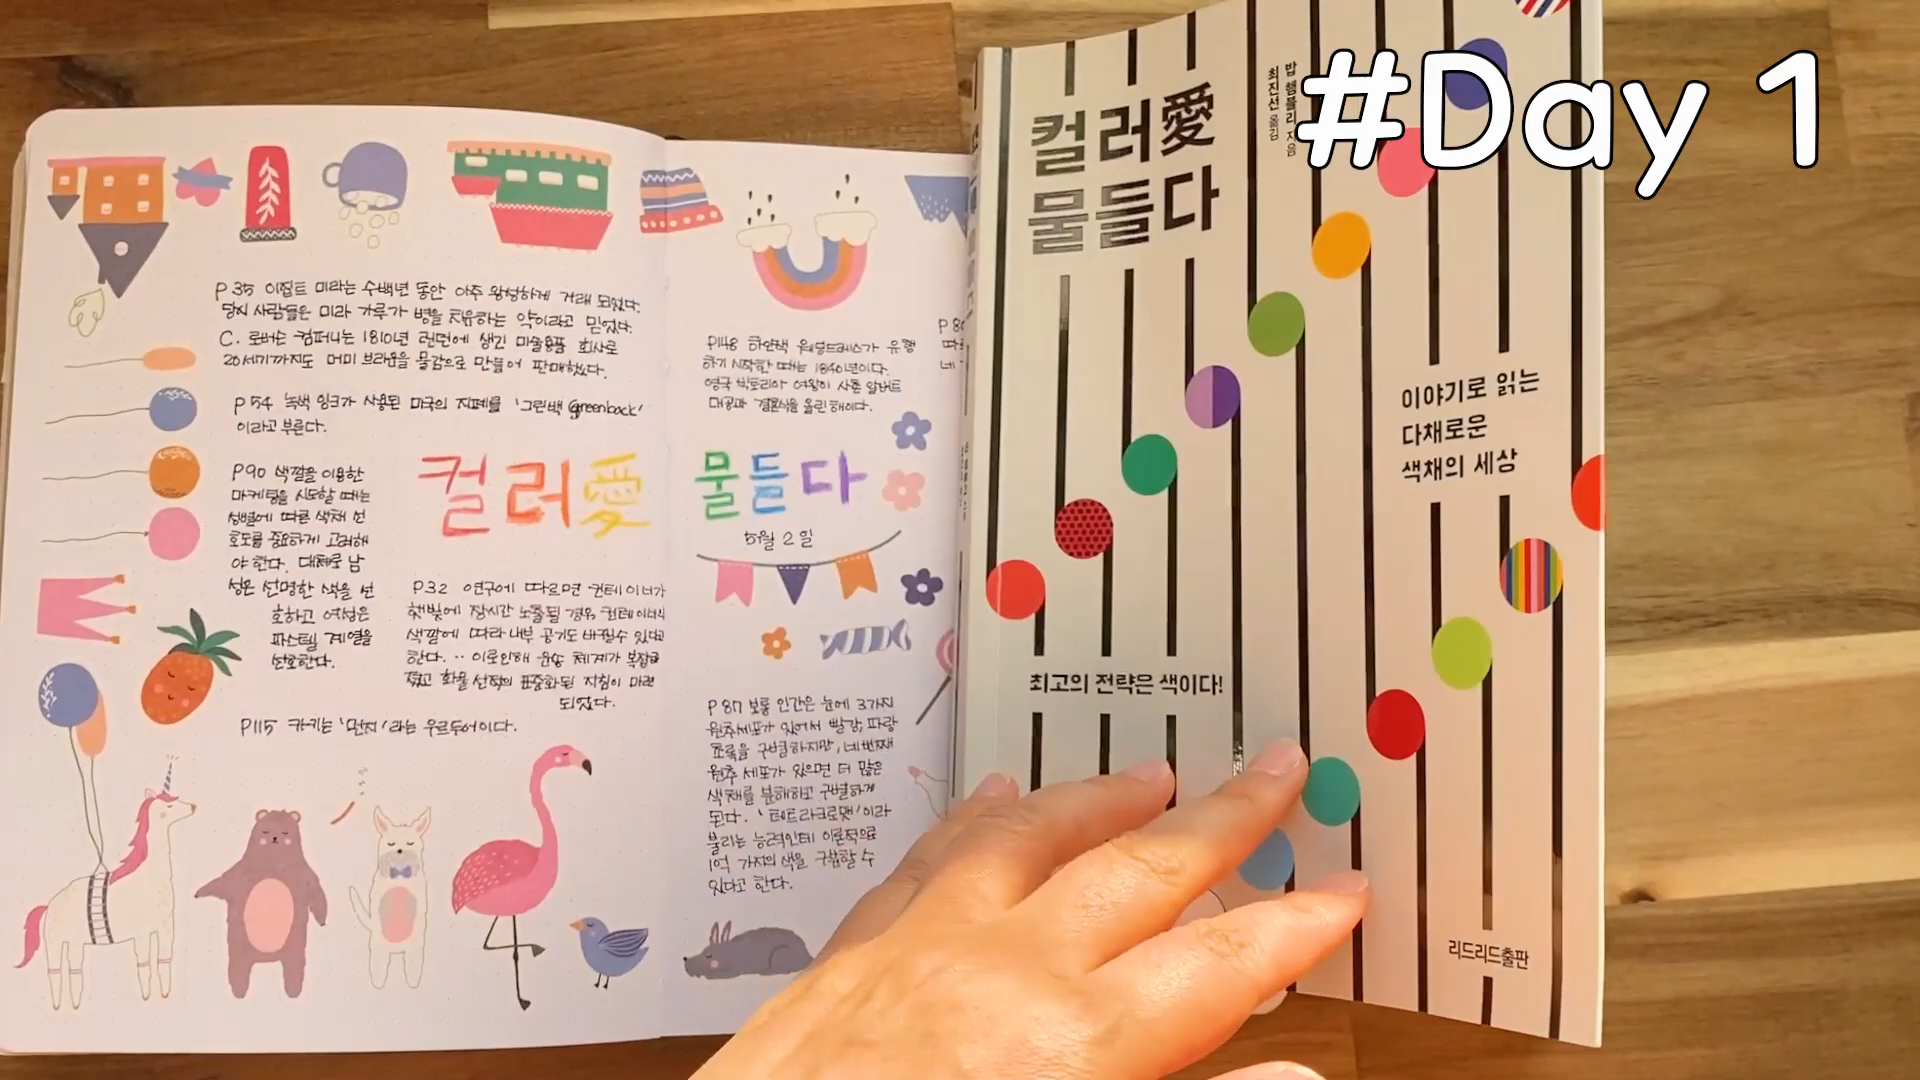 #Day 1
P35 이집트 미라는 수백년 동안 아주 왕성하게 거래 되었다.
당시 사람들은 미라 가루가 병을 치유하는 약이라고 믿었다.
C. 로버슨 컴퍼니는 1810년 런던에 생긴 미술용품 회사로
20세기까지도 머미 브라운을 물감으로 만들어 판매했다.
P54 녹색 잉크가 사용된 미국의 지폐를 '그린백 Greenback'
이라고 부른다.
P90 색깔을 이용한
마케팅을 시도할 때는
성별에 따른 색채 선
호도를 중요하게 고려해
야 한다. 대체로 남
성은 선명한 색을 선
호하고 여성은
파스텔 계열을
선호한다.
컬러愛 물들다
5월 2일
P.32 연구에 따르면 컨테이너가
햇빛에 장시간 노출될 경우, 컨테이너
색깔에 따라 내부 공기도 바뀔수 있다고
한다. .. 이로인해 운송 체계가 복잡해
졌고 화물 선적의 표준화된 지침이 마련
되었다.
P115 카키는 '먼지'라는 우르두어이다.
P148 하얀색 웨딩드레스가 유행
하기 시작한 때는 1840년이다.
영국 빅토리아 여왕이 사촌 알버트
대공과 결혼식을 올린 해이다.
P87 보통 인간은 눈에 3가지
원추세포가 있어서 빨강, 파랑
초록을 구별하지만, 네번째
원추 세포가 있으면 더 많은
색채를 분해하고 구별하게
된다. '테트라크로맷'이라
불리는 능력인데 이론적으로
1억 가지의 색을 구분할 수
있다고 한다.
P 8
따
네
컬러愛
물들다
밥 햄블리 지음
최진선 옮김
이야기로 읽는
다채로운
색채의 세상
최고의 전략은 색이다!
리드리드출판